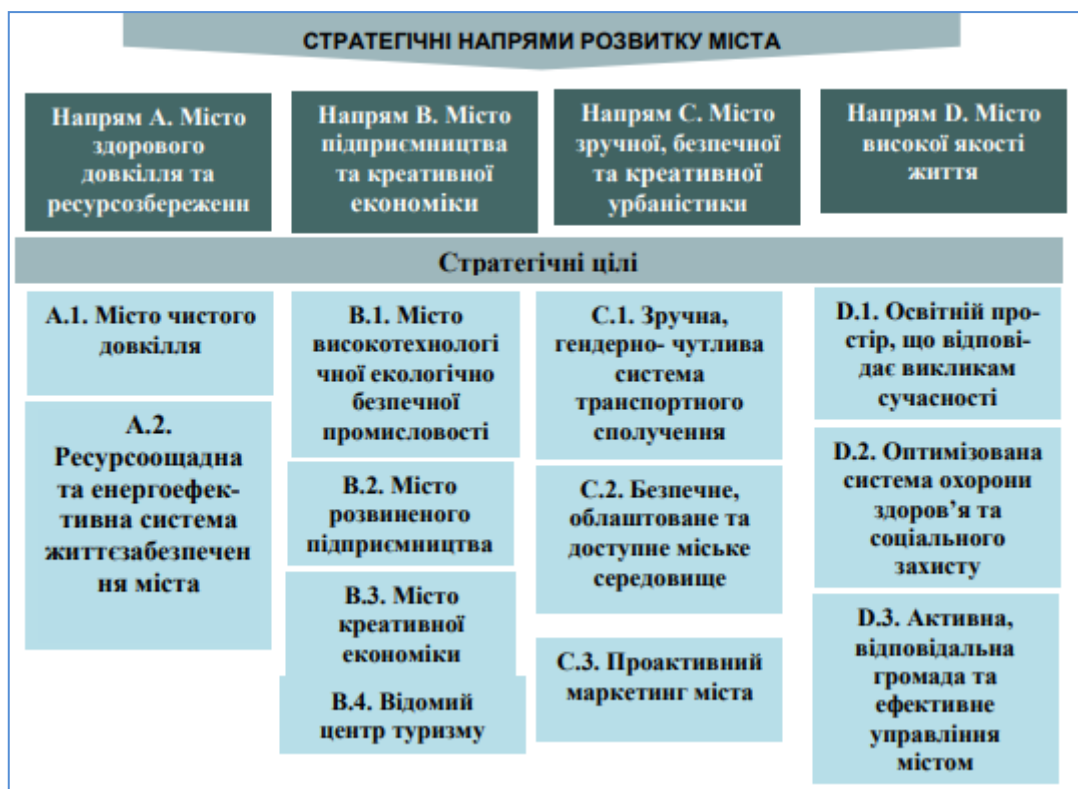 СТРАТЕГІЧНІ НАПРЯМИ РОЗВИТКУ МІСТА
Напрям А. Місто
здорового
довкілля та
ресурсозбереженн
Напрям В. Місто
підприємництва
та креативної
економіки
Напрям С. Місто
зручної, безпечної
та креативної
урбаністики
Напрям D. Місто
високої якості
життя
Стратегічні цілі
А.1. Місто чистого
довкілля
А.2.
Ресурсоощадна
та енергоефек-
тивна система
життєзабезпечен
ня міста
В.1. Місто
високотехнологі
чної екологічно
безпечної
промисловості
В.2. Місто
розвиненого
підприємництва
В.3. Місто
креативної
економіки
В.4. Відомий
центр туризму
С.1. Зручна,
гендерно- чутлива
система
транспортного
сполучення
С.2. Безпечне,
облаштоване та
доступне міське
середовище
С.3. Проактивний
маркетинг міста
D.1. Освітній про-
стір, що відпові-
дає викликам
сучасності
D.2. Оптимізована
система охорони
здоров’я та
соціального
захисту
D.3. Активна,
відповідальна
громада та
ефективне
управління
містом